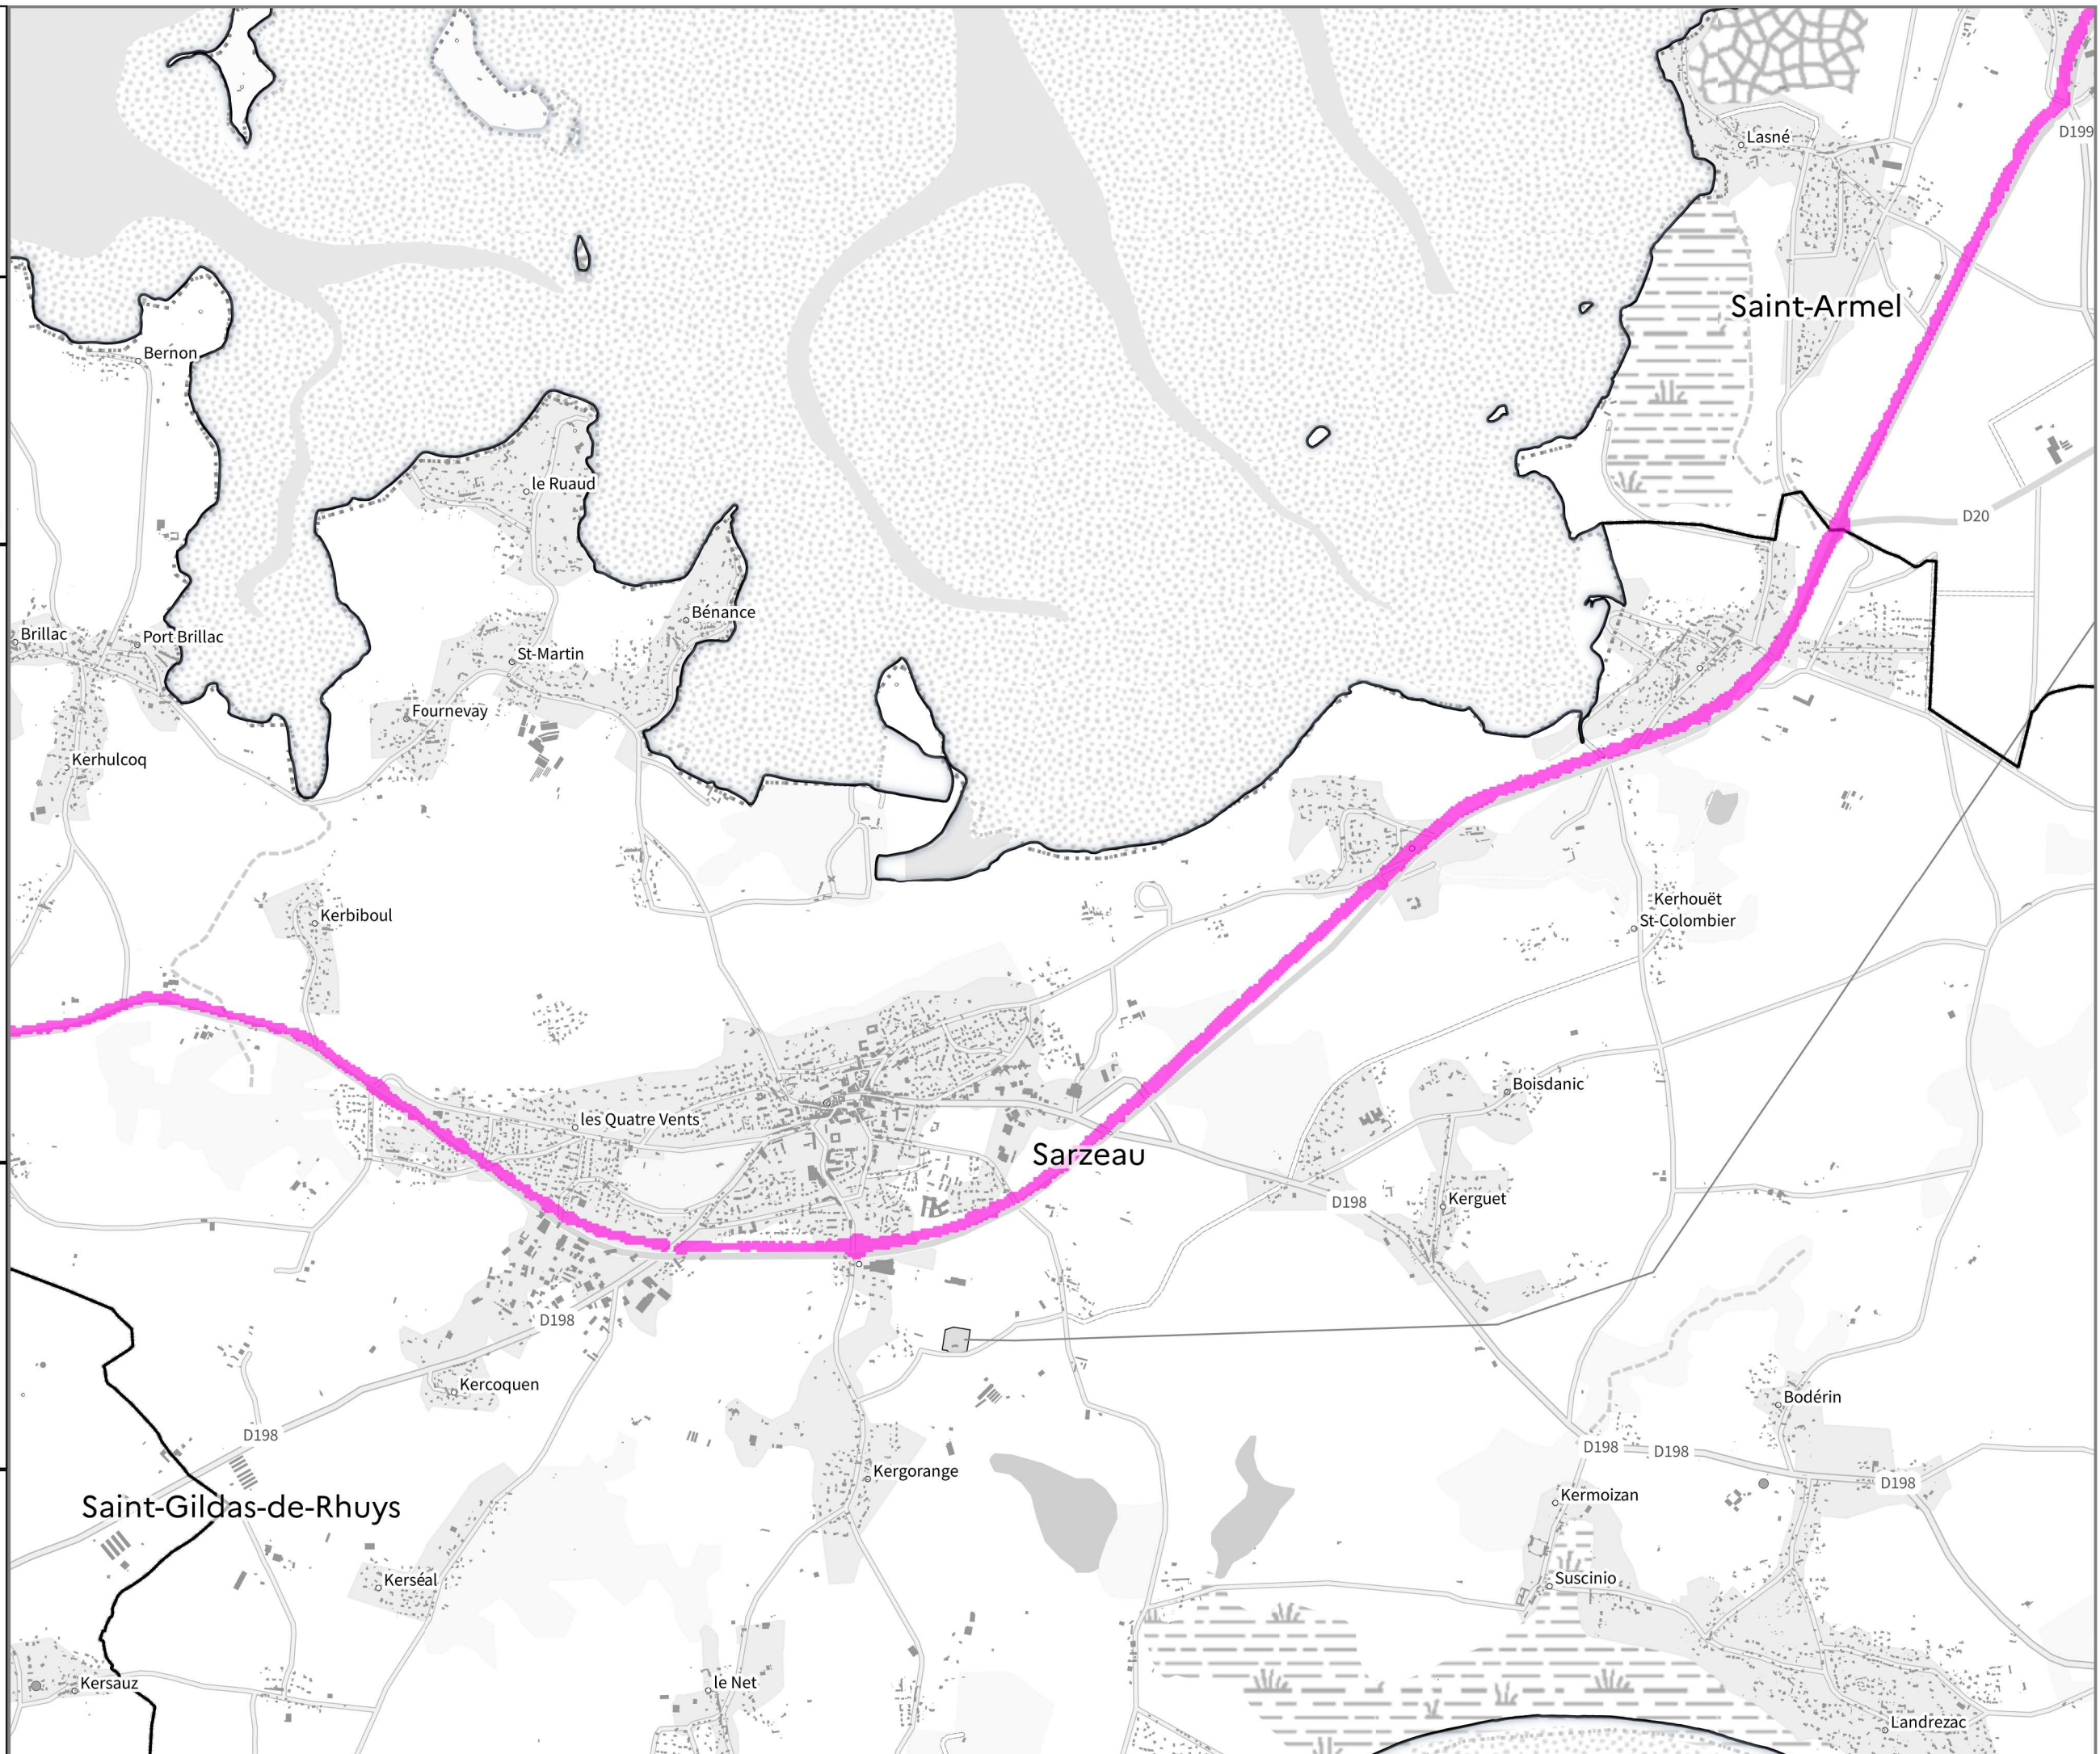 D199
Lasné
Saint-Armel
Bernon
le Ruaud
D20
Bénance
Brillac
Port Brillac
St-Martin
Fournevay
Kerhulcoq
Kerhouët
St-Colombier
Kerbiboul
Boisdanic
les Quatre Vents
Sarzeau
D198
Kerguet
D198
Kercoquen
Bodérin
D198
D198
D198
Kergorange
D198
Kermoizan
Saint-Gildas-de-Rhuys
Suscinio
Kerséal
Kersauz
le Net
Landrezac